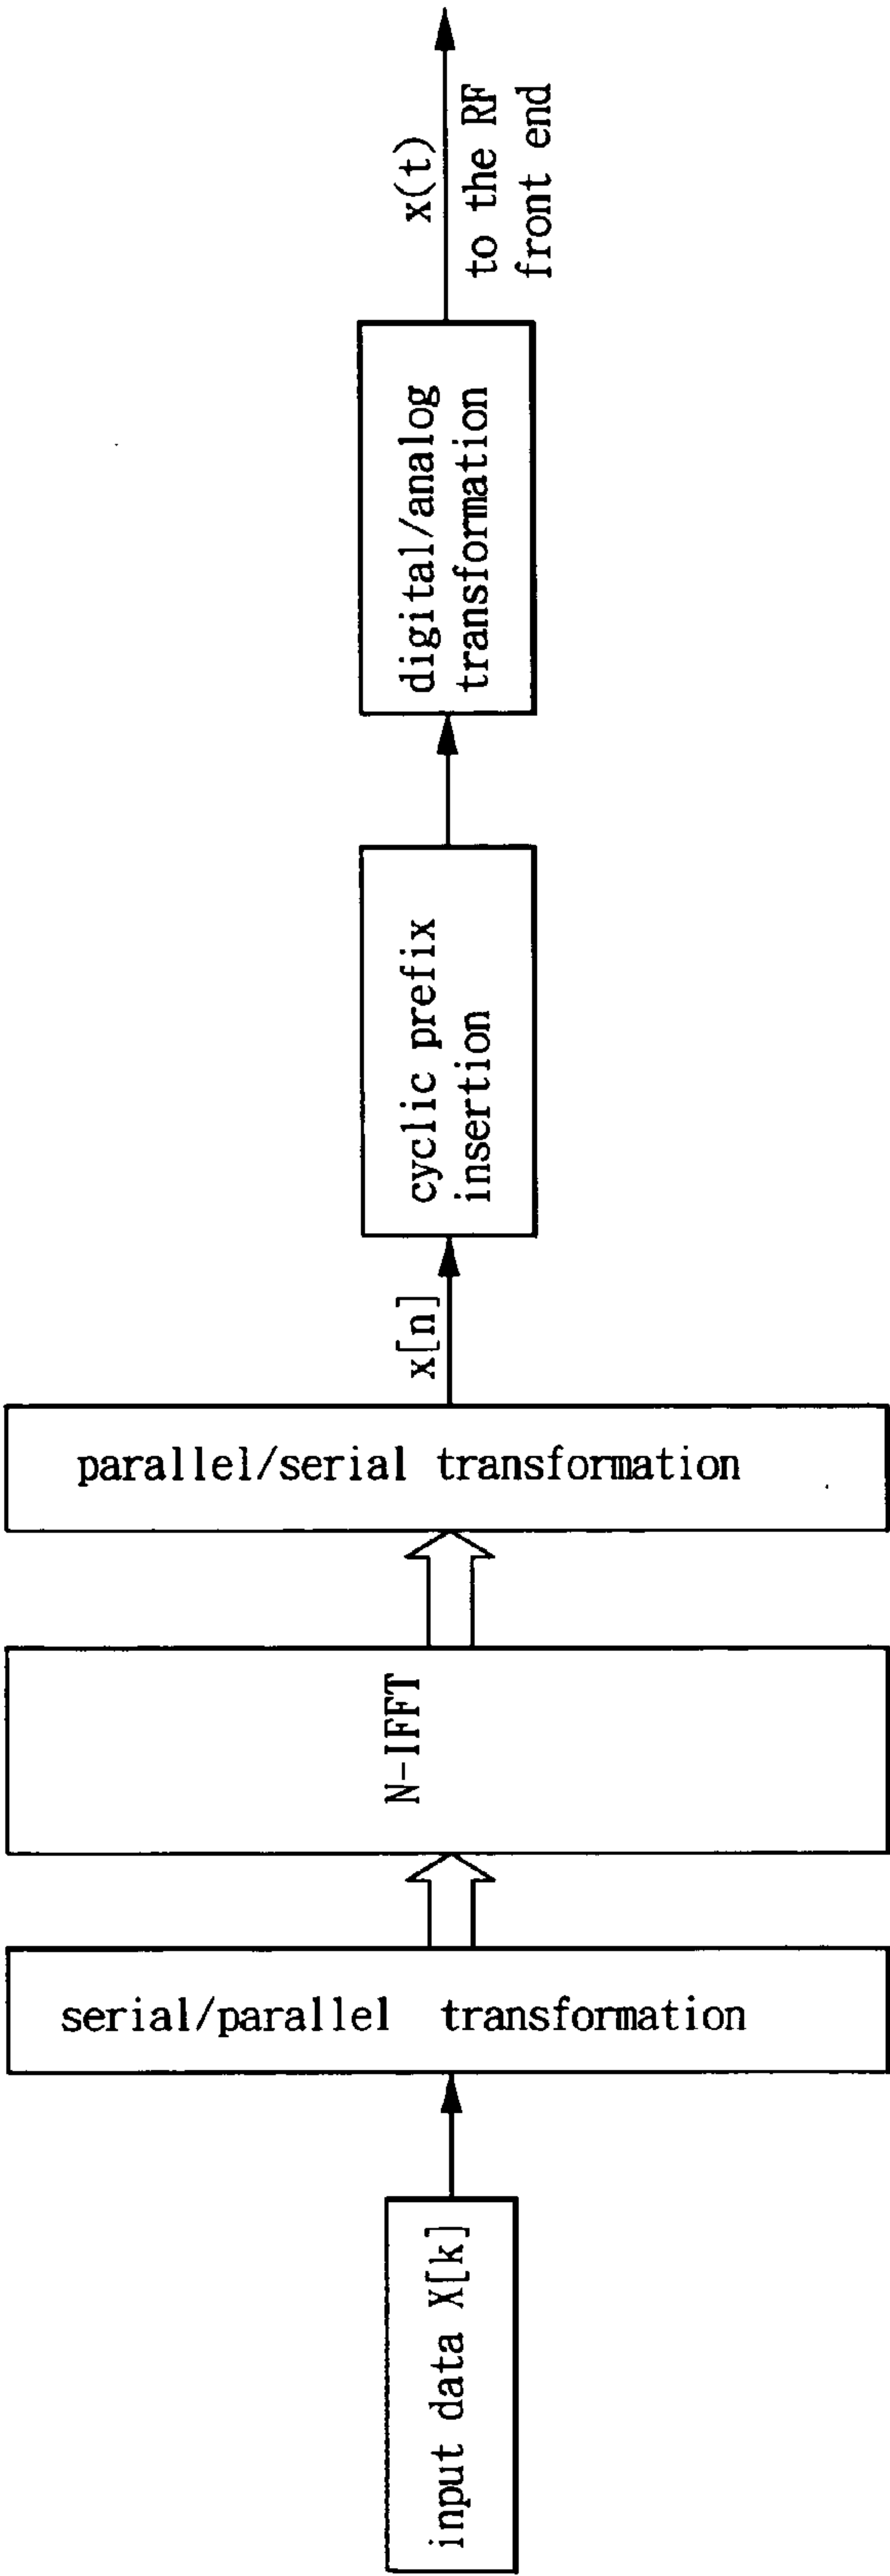 input data X[k]
serial/parallel transformation
N-IFFT
parallel/serial transformation
x[n]
cyclic prefix
insertion
digital/analog
transformation
x(t)
to the RF
front end